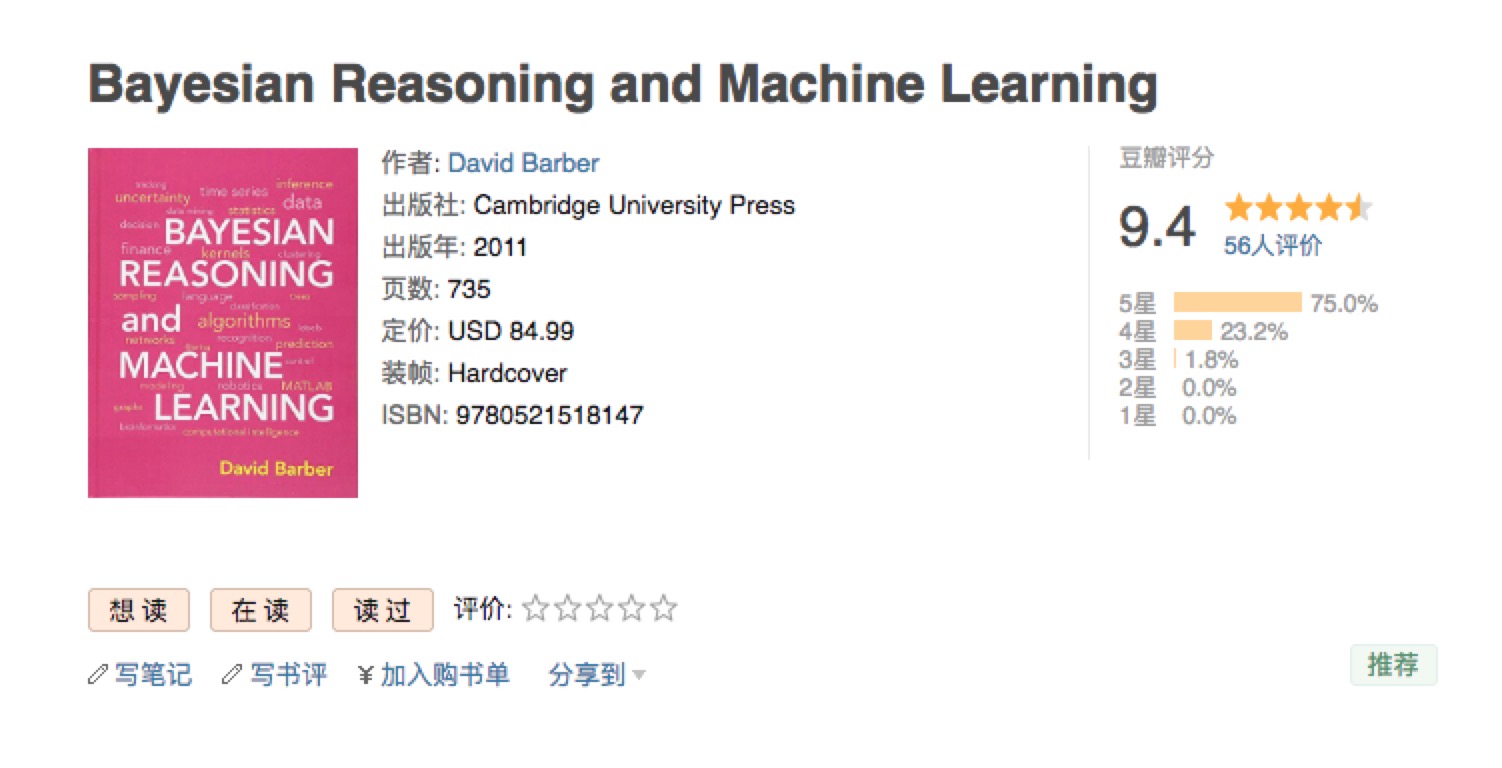 Bayesian Reasoning and Machine Learning
tracking
uncertainty time series inference
data mining statistics data
decision BAYESIAN
finance kernels clustering
REASONING
sampling language trees
classification
and algorithms labels
networks filtering recognition prediction
MACHINE control
modeling robotics MATLAB
graphs LEARNING
bioinformatics computational intelligence
David Barber
作者: David Barber
出版社: Cambridge University Press
出版年: 2011
页数: 735
定价: USD 84.99
装帧: Hardcover
ISBN: 9780521518147
豆瓣评分
9.4
56人评价
5星 75.0%
4星 23.2%
3星 1.8%
2星 0.0%
1星 0.0%
想读 在读 读过 评价:
写笔记 写书评 ¥加入购书单 分享到
推荐